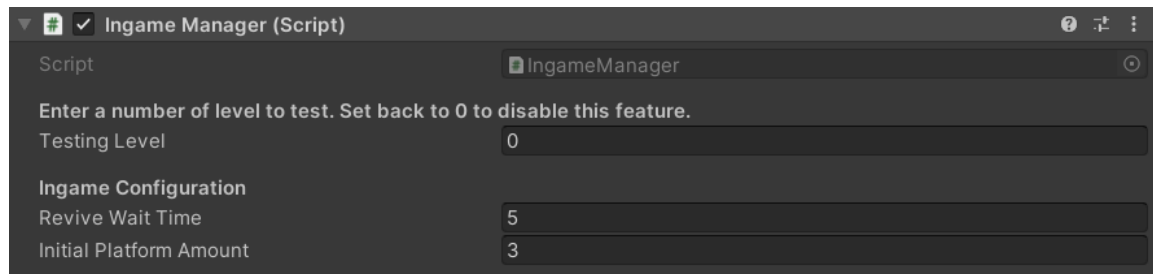 Ingame Manager (Script)
Script IngameManager
Enter a number of level to test. Set back to 0 to disable this feature.
Testing Level 0
Ingame Configuration
Revive Wait Time 5
Initial Platform Amount 3